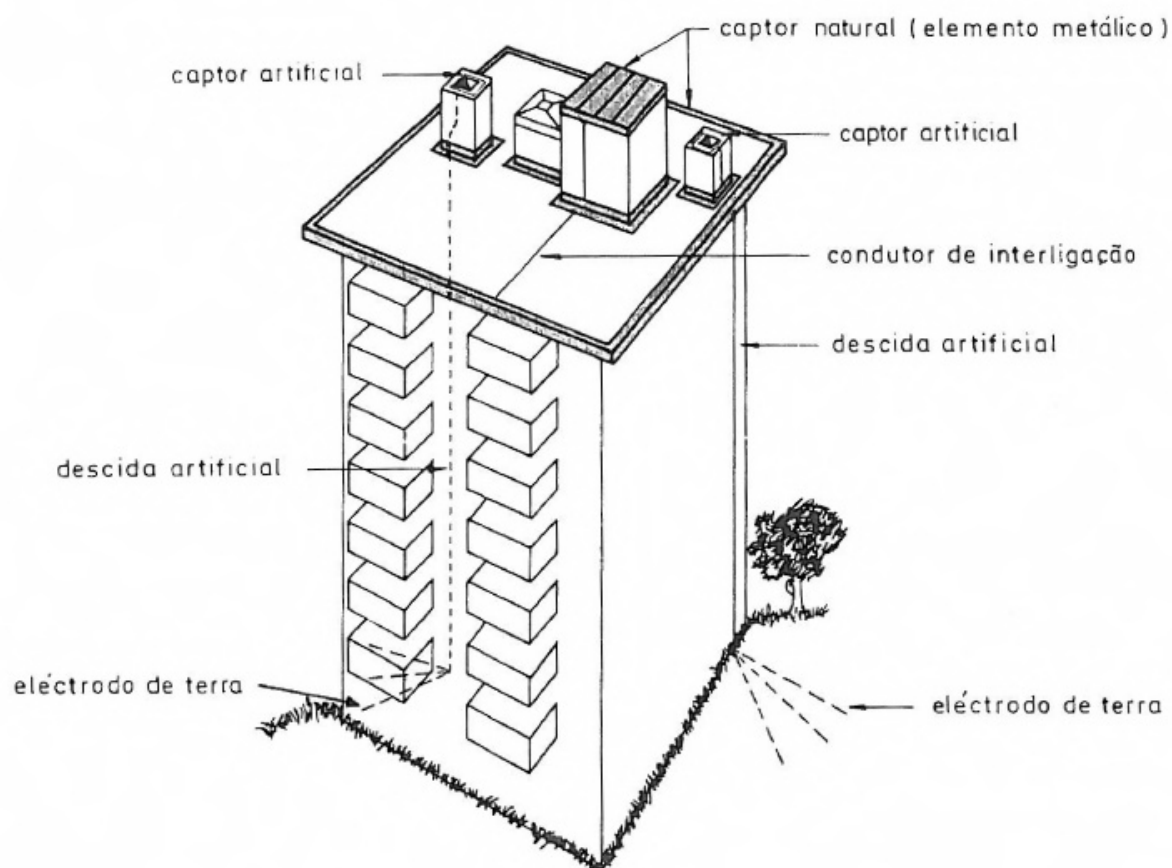 captor natural (elemento metálico)
captor artificial
captor artificial
condutor de interligação
descida artificial
descida artificial
eléctrodo de terra
eléctrodo de terra